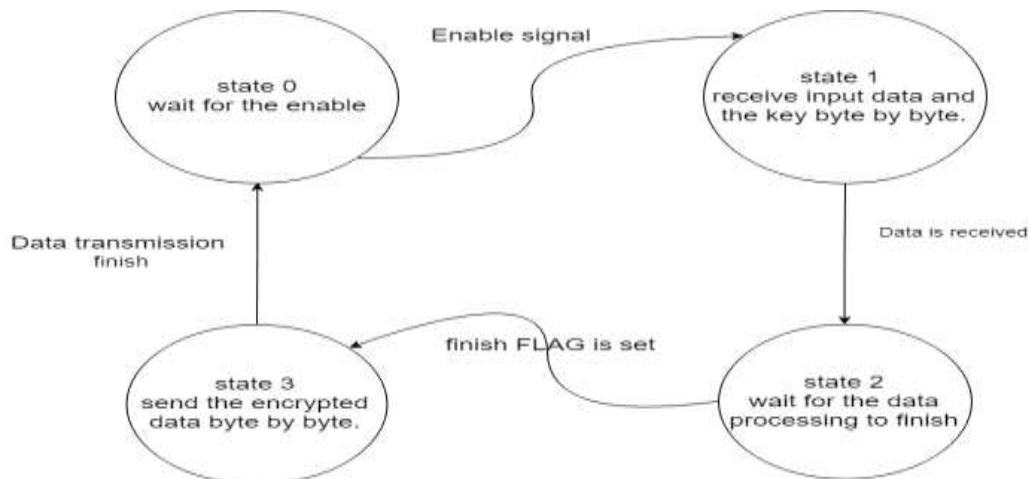 Enable signal
state 0
wait for the enable
state 1
receive input data and
the key byte by byte.
Data transmission
finish
Data is received
finish FLAG is set
state 3
send the encrypted
data byte by byte.
state 2
wait for the data
processing to finish